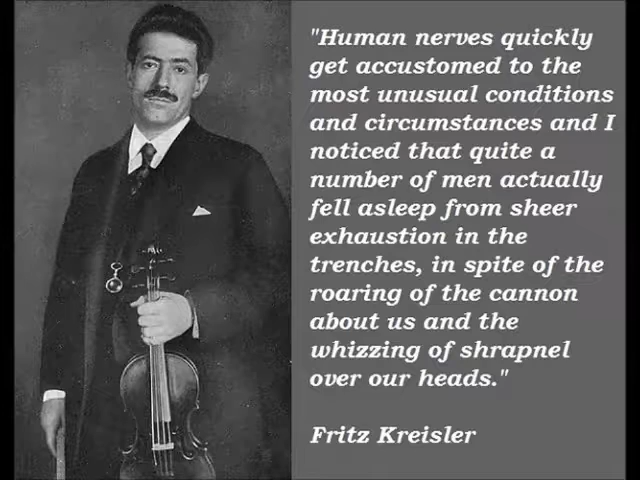 "Human nerves quickly
get accustomed to the
most unusual conditions
and circumstances and I
noticed that quite a
number of men actually
fell asleep from sheer
exhaustion in the
trenches, in spite of the
roaring of the cannon
about us and the
whizzing of shrapnel
over our heads."
Fritz Kreisler